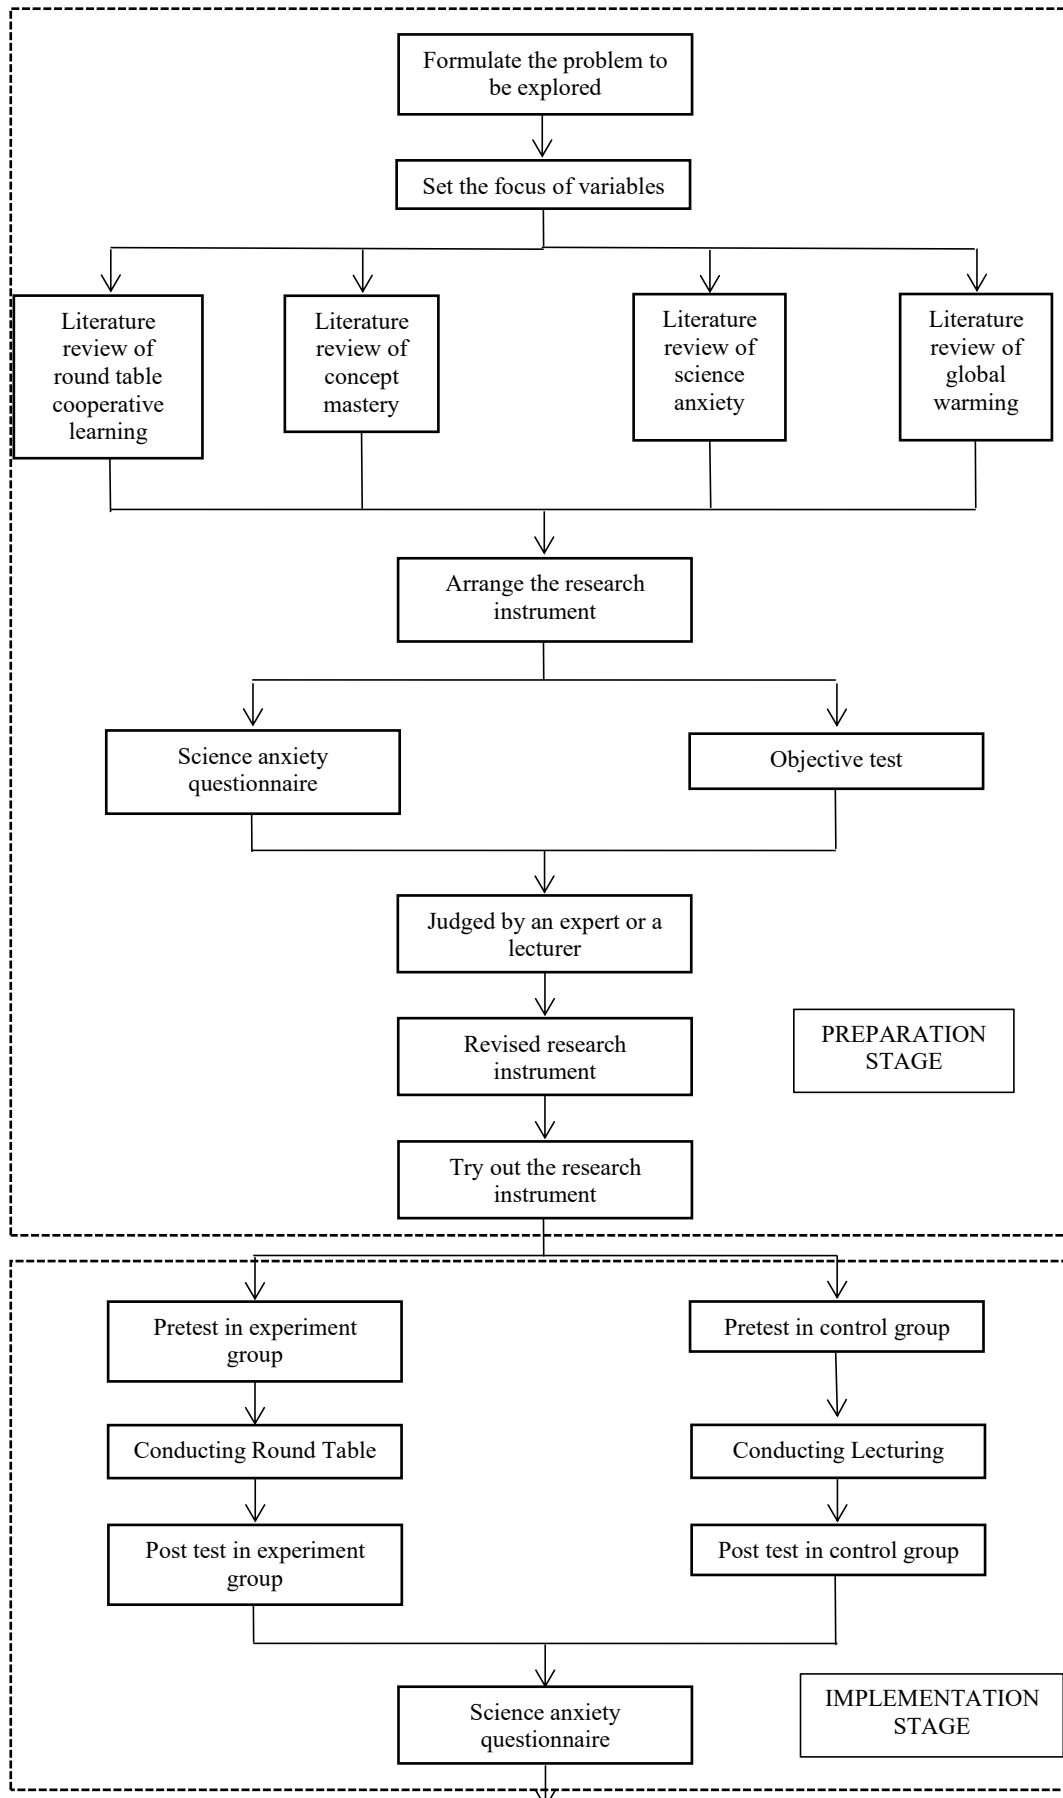 Formulate the problem to
be explored
Set the focus of variables
Literature
review of
round table
cooperative
learning
Literature
review of
concept
mastery
Literature
review of
science
anxiety
Literature
review of
global
warming
Arrange the research
instrument
Science anxiety
questionnaire
Objective test
Judged by an expert or a
lecturer
Revised research
instrument
PREPARATION
STAGE
Try out the research
instrument
Pretest in experiment
group
Pretest in control group
Conducting Round Table
Conducting Lecturing
Post test in experiment
group
Post test in control group
Science anxiety
questionnaire
IMPLEMENTATION
STAGE